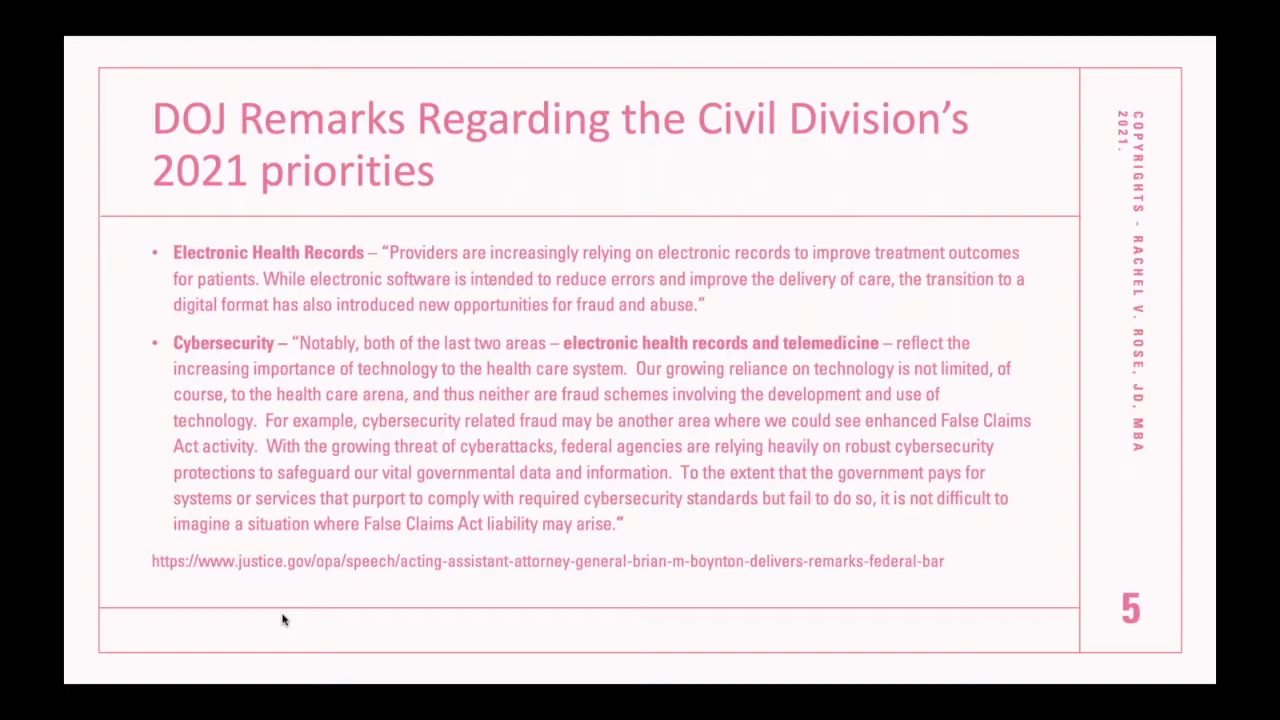 DOJ Remarks Regarding the Civil Division’s
2021 priorities
• Electronic Health Records – “Providers are increasingly relying on electronic records to improve treatment outcomes
for patients. While electronic software is intended to reduce errors and improve the delivery of care, the transition to a
digital format has also introduced new opportunities for fraud and abuse.”
• Cybersecurity – “Notably, both of the last two areas – electronic health records and telemedicine – reflect the
increasing importance of technology to the health care system.  Our growing reliance on technology is not limited, of
course, to the health care arena, and thus neither are fraud schemes involving the development and use of
technology.  For example, cybersecurity related fraud may be another area where we could see enhanced False Claims
Act activity.  With the growing threat of cyberattacks, federal agencies are relying heavily on robust cybersecurity
protections to safeguard our vital governmental data and information.  To the extent that the government pays for
systems or services that purport to comply with required cybersecurity standards but fail to do so, it is not difficult to
imagine a situation where False Claims Act liability may arise.”
https://www.justice.gov/opa/speech/acting-assistant-attorney-general-brian-m-boynton-delivers-remarks-federal-bar
COPYRIGHTS - RACHEL V. ROSE, JD, MBA
2021.
5